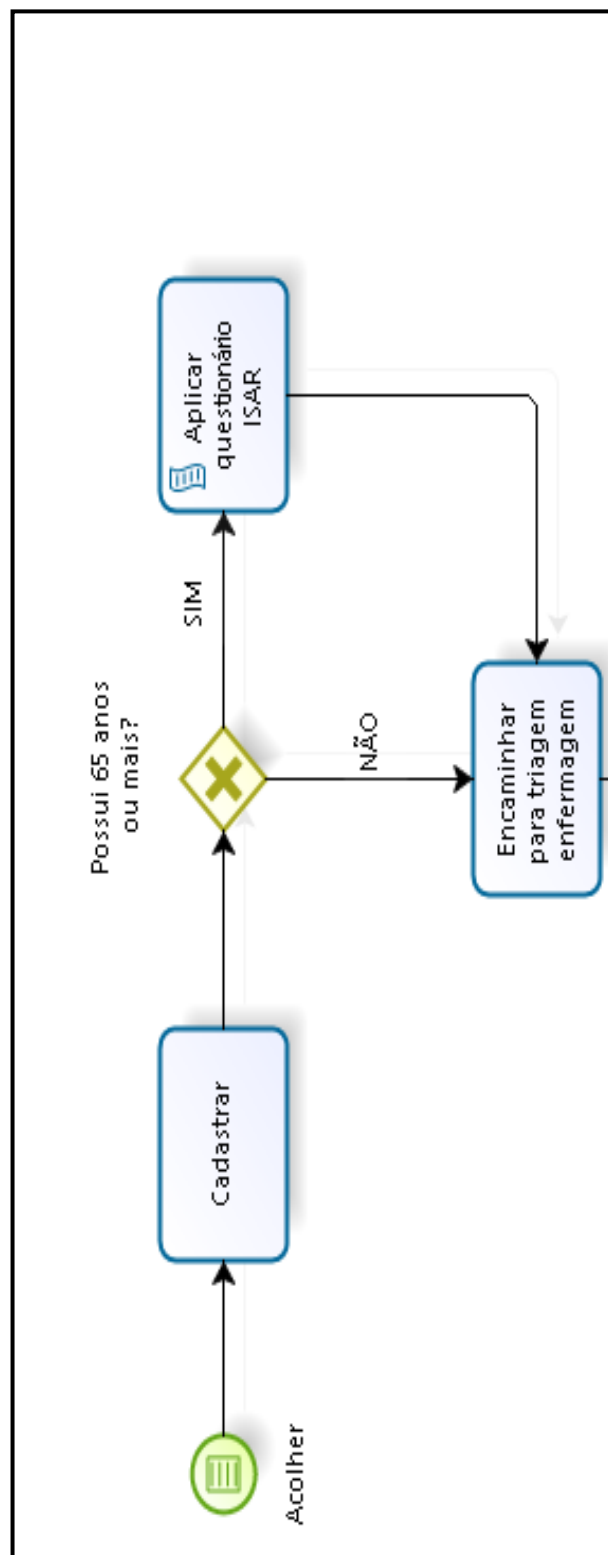 Acolher
Cadastrar
Possui 65 anos
ou mais?
SIM
NÃO
Aplicar
questionário
ISAR
Encaminhar
para triagem
enfermagem